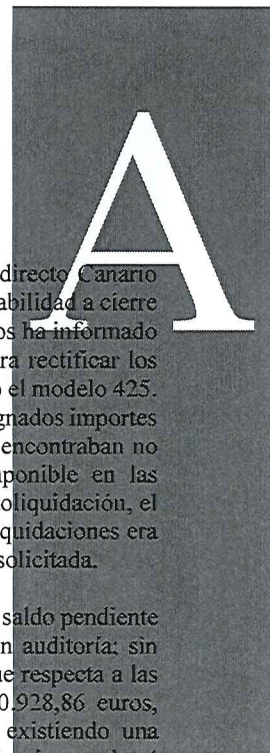 A
directo Canario
abilidad a cierre
os ha informado
ra rectificar los
o el modelo 425.
gnados importes
encontraban no
ponible en las
oliquidación, el
quidaciones era
solicitada.
saldo pendiente
n auditoría; sin
ue respecta a las
0.928,86 euros,
existiendo una